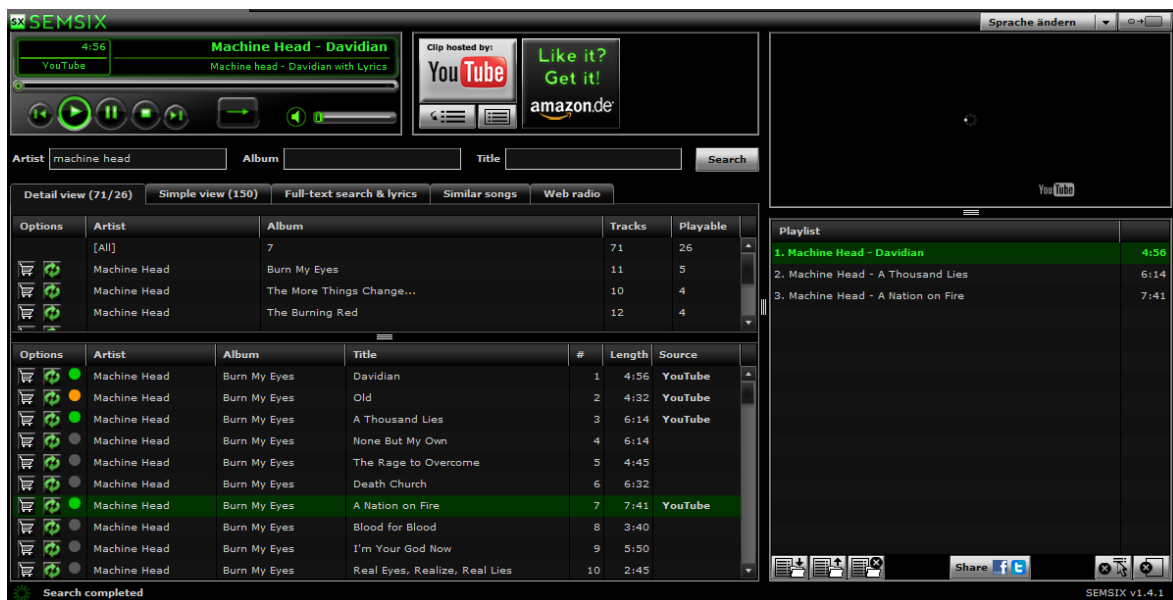 sx SEMSIX
Sprache ändern
4:56 Machine Head - Davidian
YouTube Machine head - Davidian with Lyrics
Clip hosted by:
YouTube
Like it?
Get it!
amazon.de
Artist machine head Album Title Search
YouTube
Detail view (71/26) Simple view (150) Full-text search & lyrics Similar songs Web radio
Options Artist Album Tracks Playable
[All] 7 71 26
Machine Head Burn My Eyes 11 5
Machine Head The More Things Change... 10 4
Machine Head The Burning Red 12 4
Playlist
1. Machine Head - Davidian 4:56
2. Machine Head - A Thousand Lies 6:14
3. Machine Head - A Nation on Fire 7:41
Options Artist Album Title # Length Source
Machine Head Burn My Eyes Davidian 1 4:56 YouTube
Machine Head Burn My Eyes Old 2 4:32 YouTube
Machine Head Burn My Eyes A Thousand Lies 3 6:14 YouTube
Machine Head Burn My Eyes None But My Own 4 6:14
Machine Head Burn My Eyes The Rage to Overcome 5 4:45
Machine Head Burn My Eyes Death Church 6 6:32
Machine Head Burn My Eyes A Nation on Fire 7 7:41 YouTube
Machine Head Burn My Eyes Blood for Blood 8 3:40
Machine Head Burn My Eyes I'm Your God Now 9 5:50
Machine Head Burn My Eyes Real Eyes, Realize, Real Lies 10 2:45
Share f t
Search completed
SEMSIX v1.4.1